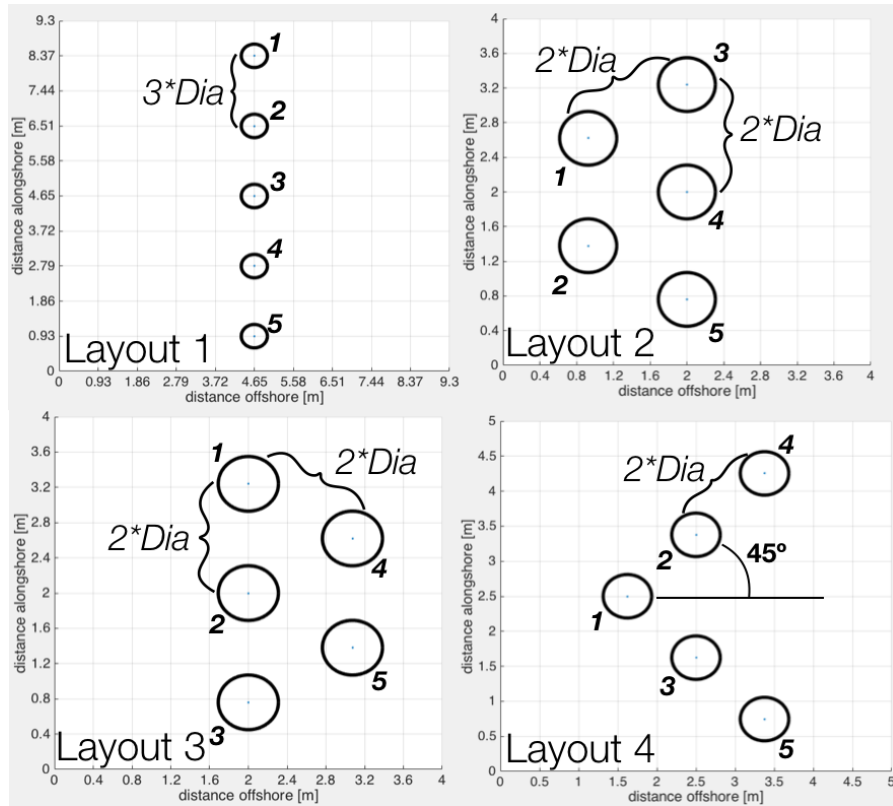 9.3
8.37
7.44
6.51
5.58
4.65
3.72
2.79
1.86
0.93
0
distance alongshore [m]
3*Dia
1
2
3
4
5
Layout 1
0 0.93 1.86 2.79 3.72 4.65 5.58 6.51 7.44 8.37 9.3
distance offshore [m]
4
3.6
3.2
2.8
2.4
2
1.6
1.2
0.8
0.4
0
distance alongshore [m]
2*Dia
3
2*Dia
1
4
2
5
Layout 2
0 0.4 0.8 1.2 1.6 2 2.4 2.8 3.2 3.6 4
distance offshore [m]
4
3.6
3.2
2.8
2.4
2
1.6
1.2
0.8
0.4
0
distance alongshore [m]
1
2*Dia
2*Dia
4
2
5
3
Layout 3
0 0.4 0.8 1.2 1.6 2 2.4 2.8 3.2 3.6 4
distance offshore [m]
5
4.5
4
3.5
3
2.5
2
1.5
1
0.5
0
distance alongshore [m]
4
2*Dia
2
45º
1
3
5
Layout 4
0 0.5 1 1.5 2 2.5 3 3.5 4 4.5 5
distance offshore [m]